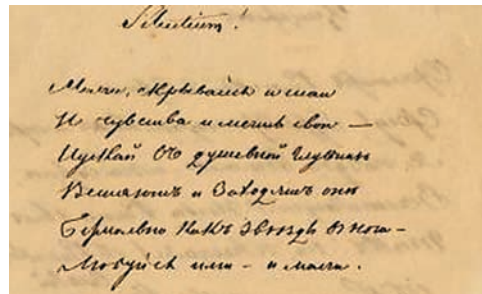 Silentium!
Молчи, скрывайся и таи
И чувства и мечты свои —
Пускай въ душевной глубинѣ
Встаютъ и заходятъ онѣ
Безмолвно какъ звѣзды въ ночи —
Любуйся ими — и молчи.